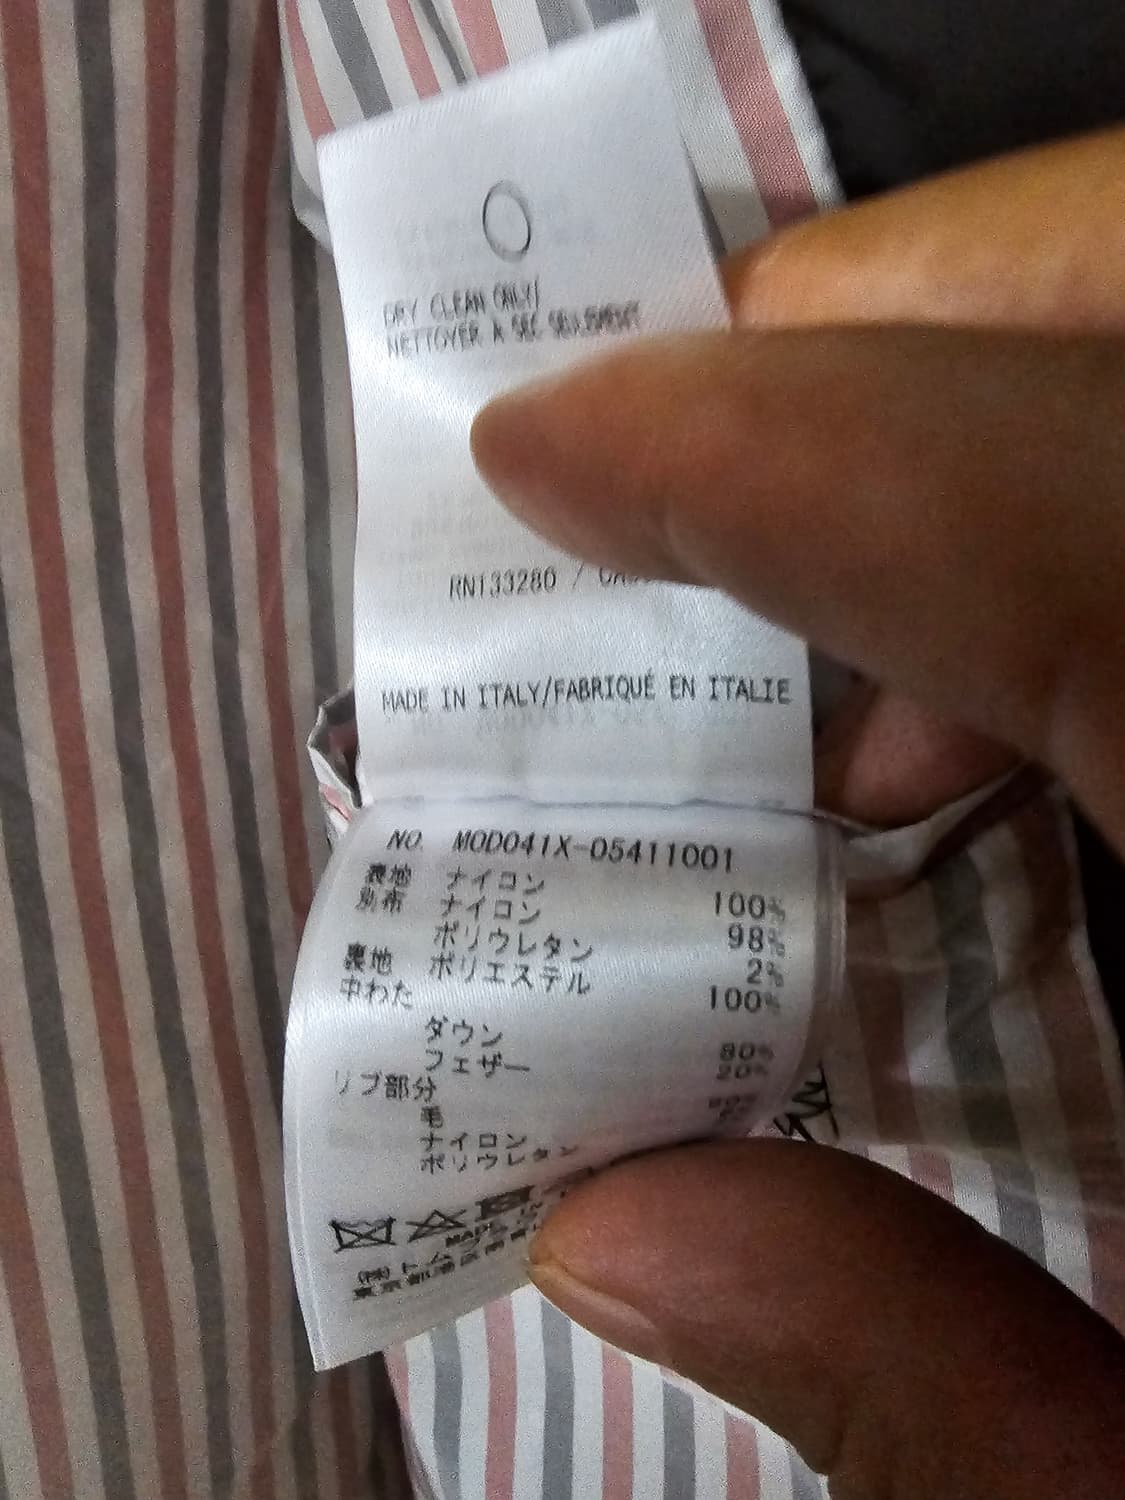 DRY CLEAN ONLY/
NETTOYER A SEC SEULEMENT
RN133280 /
MADE IN ITALY/FABRIQUÉ EN ITALIE
NO. MOD041X-05411001
表地 ナイロン 100%
別布 ナイロン 98%
ポリウレタン 2%
裏地 ポリエステル 100%
中わた
ダウン 80%
フェザー 20%
リブ部分
毛
ナイロン
ポリウレタン